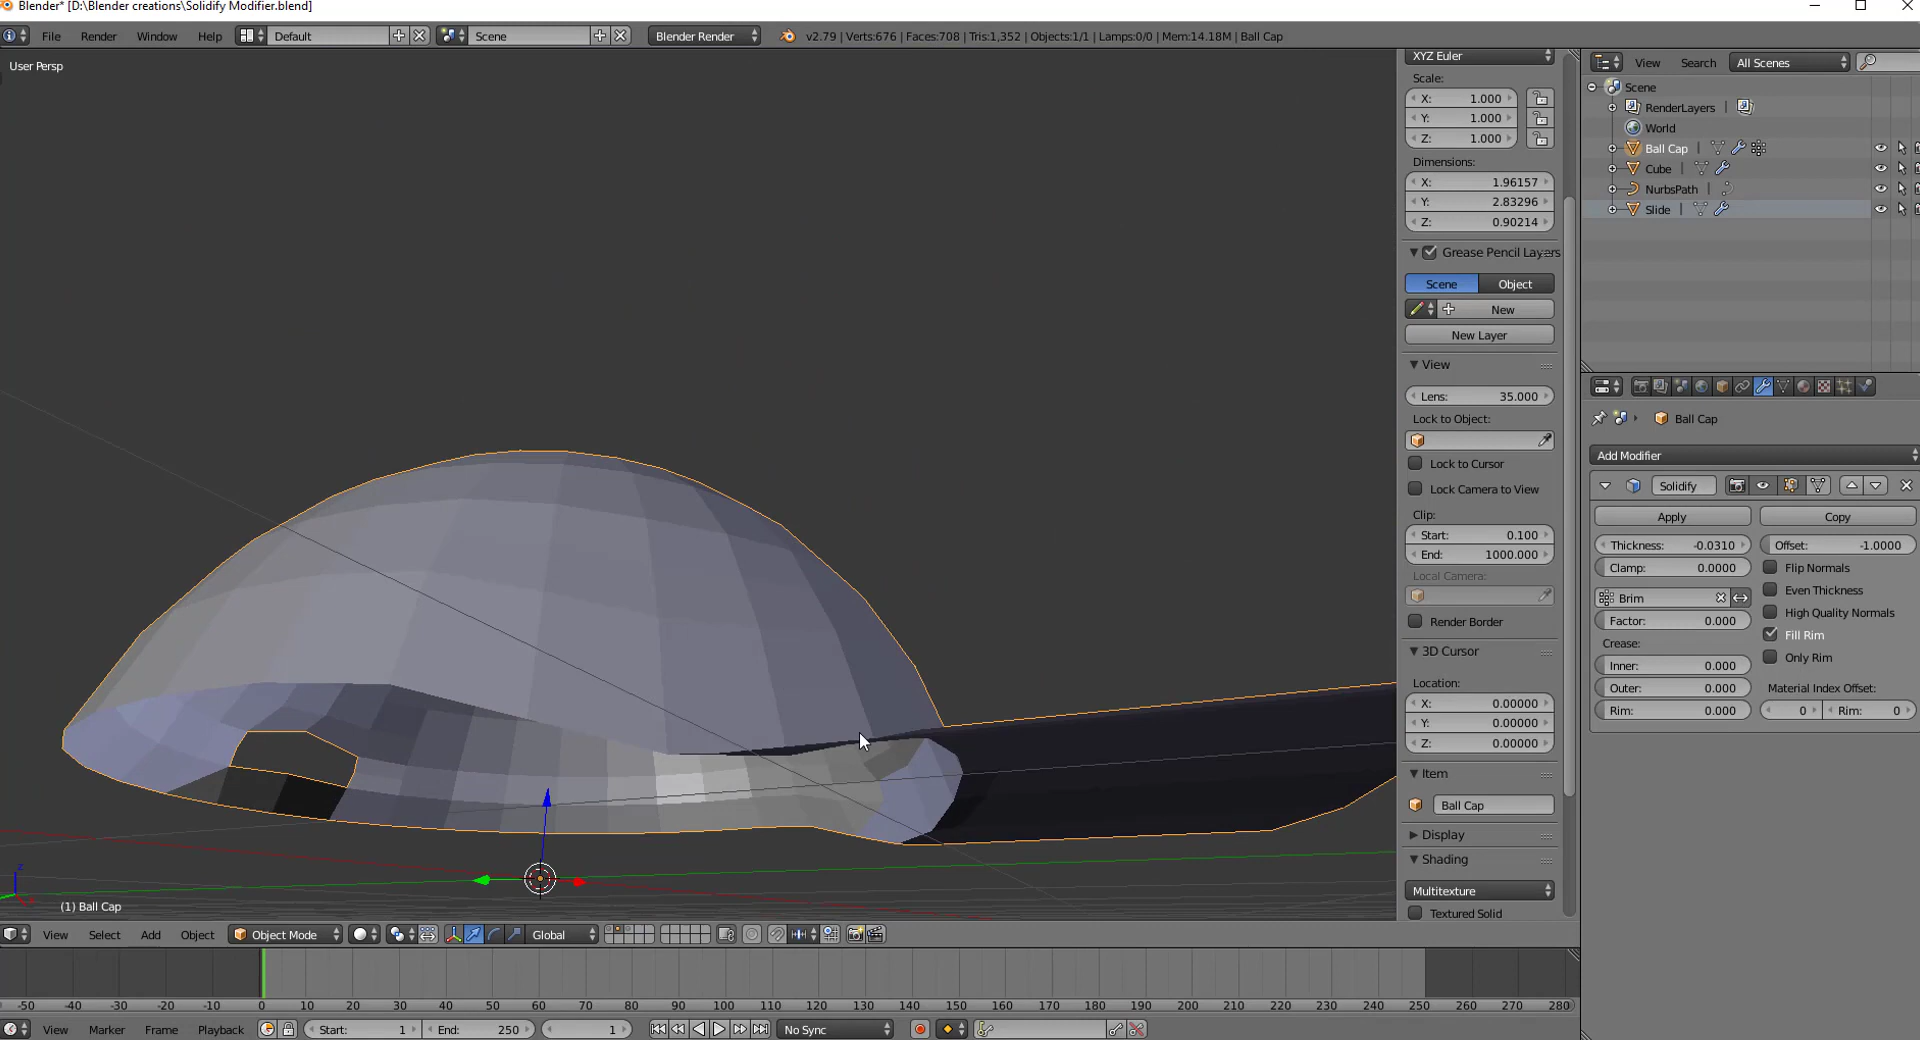 Blender* [D:\Blender creations\Solidify Modifier.blend]
File Render Window Help Default Scene Blender Render v2.79 | Verts:676 | Faces:708 | Tris:1,352 | Objects:1/1 | Lamps:0/0 | Mem:14.18M | Ball Cap
User Persp
XYZ Euler
Scale:
X: 1.000
Y: 1.000
Z: 1.000
Dimensions:
X: 1.96157
Y: 2.83296
Z: 0.90214
Grease Pencil Layers
Scene Object
New
New Layer
View
Lens: 35.000
Lock to Object:
Lock to Cursor
Lock Camera to View
Clip:
Start: 0.100
End: 1000.000
Local Camera:
Render Border
3D Cursor
Location:
X: 0.00000
Y: 0.00000
Z: 0.00000
Item
Ball Cap
Display
Shading
Multitexture
Textured Solid
View Search All Scenes
Scene
RenderLayers |
World
Ball Cap |
Cube |
NurbsPath |
Slide |
Ball Cap
Add Modifier
Solidify
Apply Copy
Thickness: -0.0310 Offset: -1.0000
Clamp: 0.0000 Flip Normals
Even Thickness
Brim
High Quality Normals
Factor: 0.000
Fill Rim
Crease:
Only Rim
Inner: 0.000
Outer: 0.000 Material Index Offset:
Rim: 0.000 0 Rim: 0
z
(1) Ball Cap
View Select Add Object Object Mode Global
-50 -40 -30 -20 -10 0 10 20 30 40 50 60 70 80 90 100 110 120 130 140 150 160 170 180 190 200 210 220 230 240 250 260 270 280
View Marker Frame Playback Start: 1 End: 250 1 No Sync